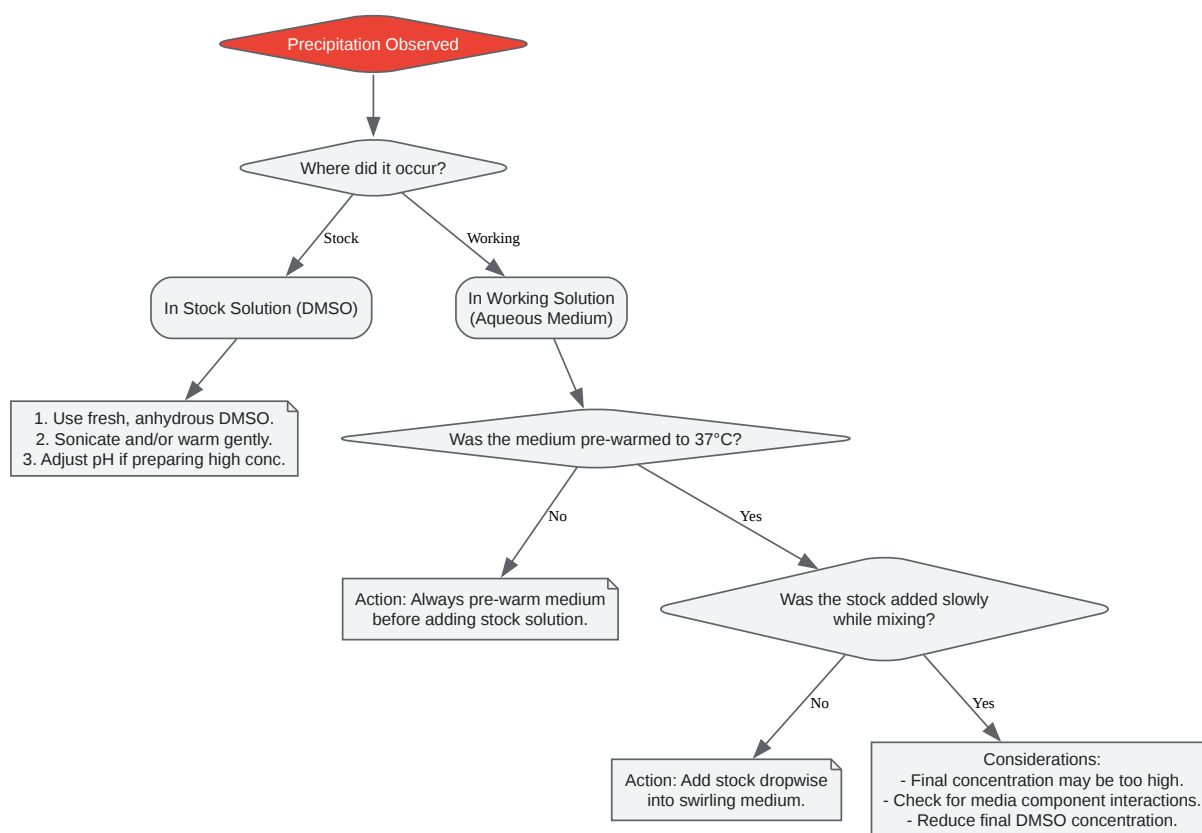 Precipitation Observed
Where did it occur?
Stock
Working
In Stock Solution (DMSO)
In Working Solution
(Aqueous Medium)
1. Use fresh, anhydrous DMSO.
2. Sonicate and/or warm gently.
3. Adjust pH if preparing high conc.
Was the medium pre-warmed to 37°C?
No
Yes
Action: Always pre-warm medium
before adding stock solution.
Was the stock added slowly
while mixing?
No
Yes
Action: Add stock dropwise
into swirling medium.
Considerations:
- Final concentration may be too high.
- Check for media component interactions.
- Reduce final DMSO concentration.